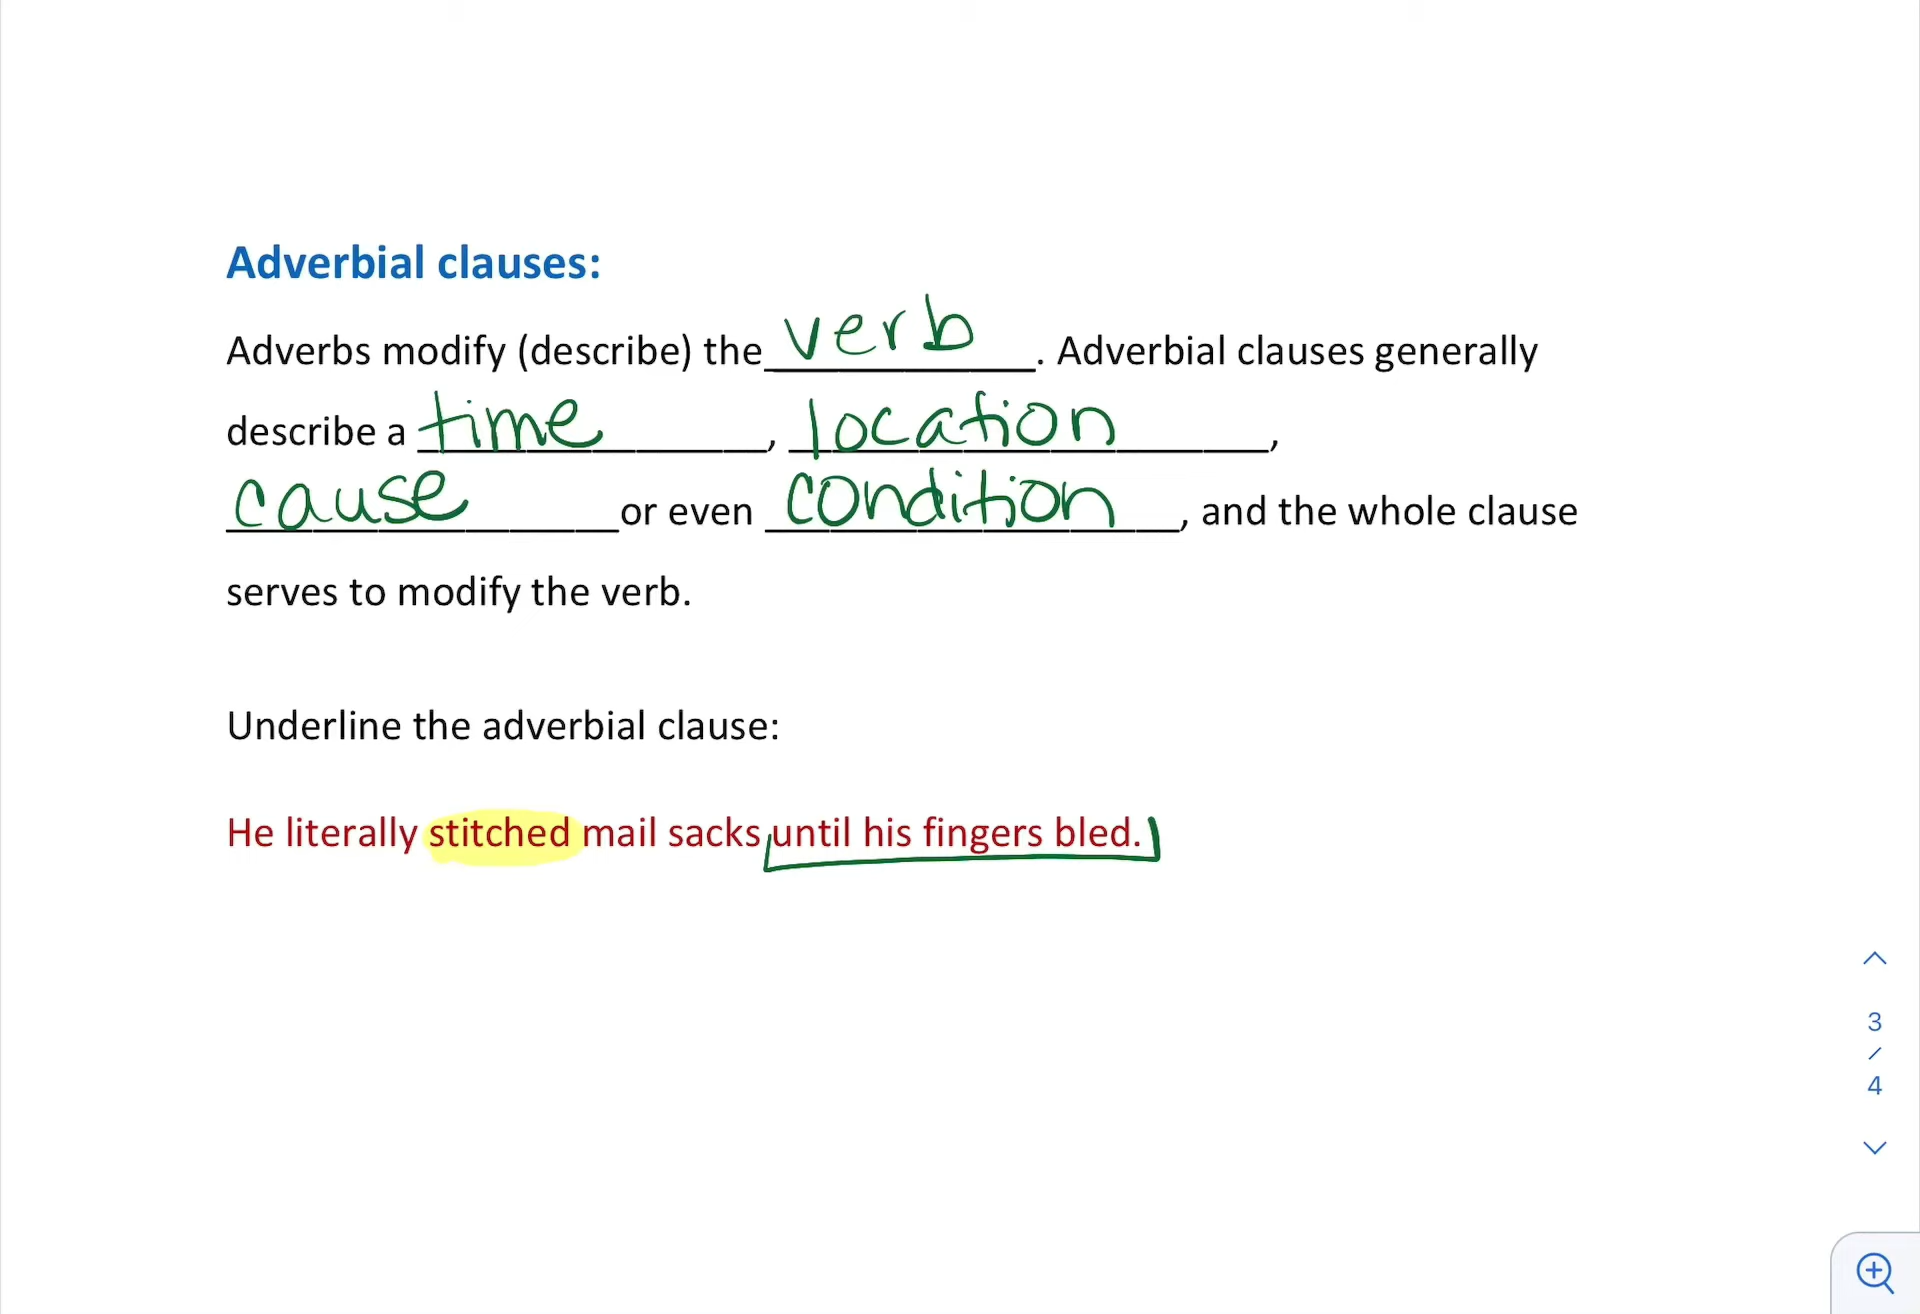 Adverbial clauses:
Adverbs modify (describe) the verb. Adverbial clauses generally
describe a time, location,
cause or even condition, and the whole clause
serves to modify the verb.
Underline the adverbial clause:
He literally stitched mail sacks until his fingers bled.
3
/
4